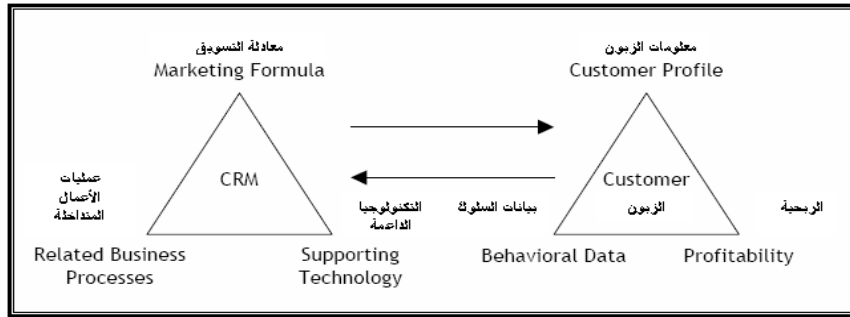 معادلة التسويق
Marketing Formula
معلومات الزبون
Customer Profile
CRM
Customer
عمليات
الأعمال
المتداخلة
التكنولوجيا
الداعمة
بيانات السلوك
الزبون
الربحية
Related Business
Processes
Supporting
Technology
Behavioral Data
Profitability